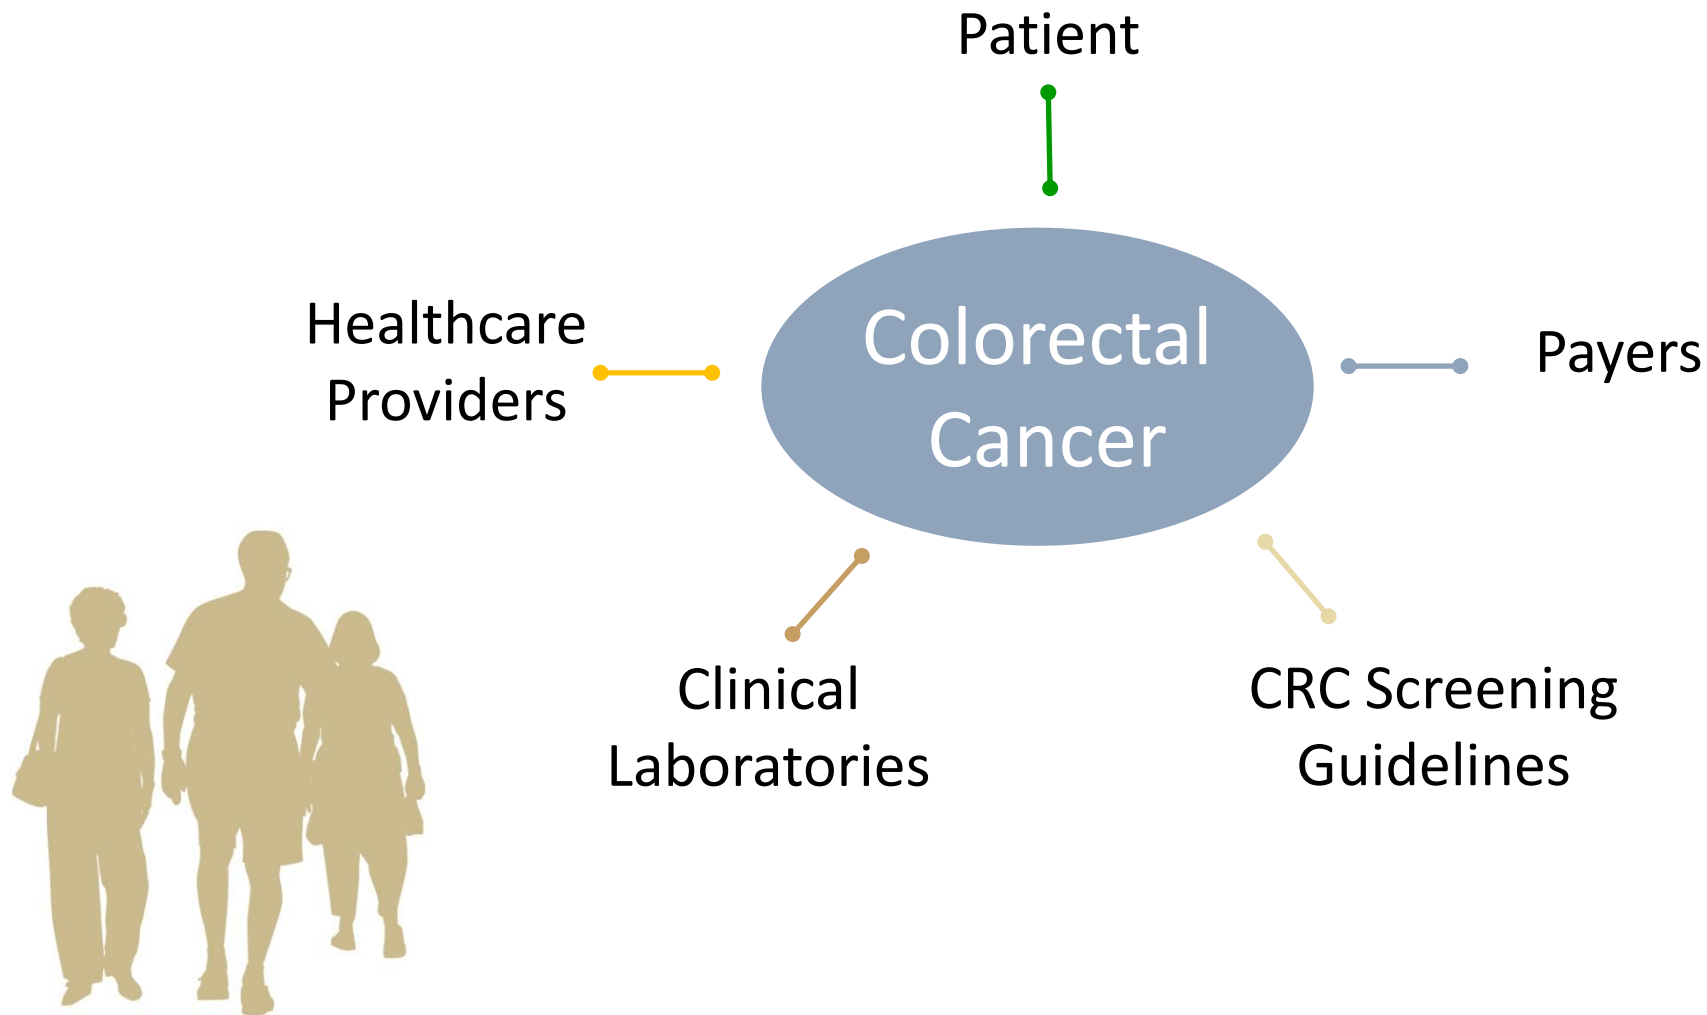 Patient
Healthcare
Providers
Colorectal
Cancer
Payers
Clinical
Laboratories
CRC Screening
Guidelines